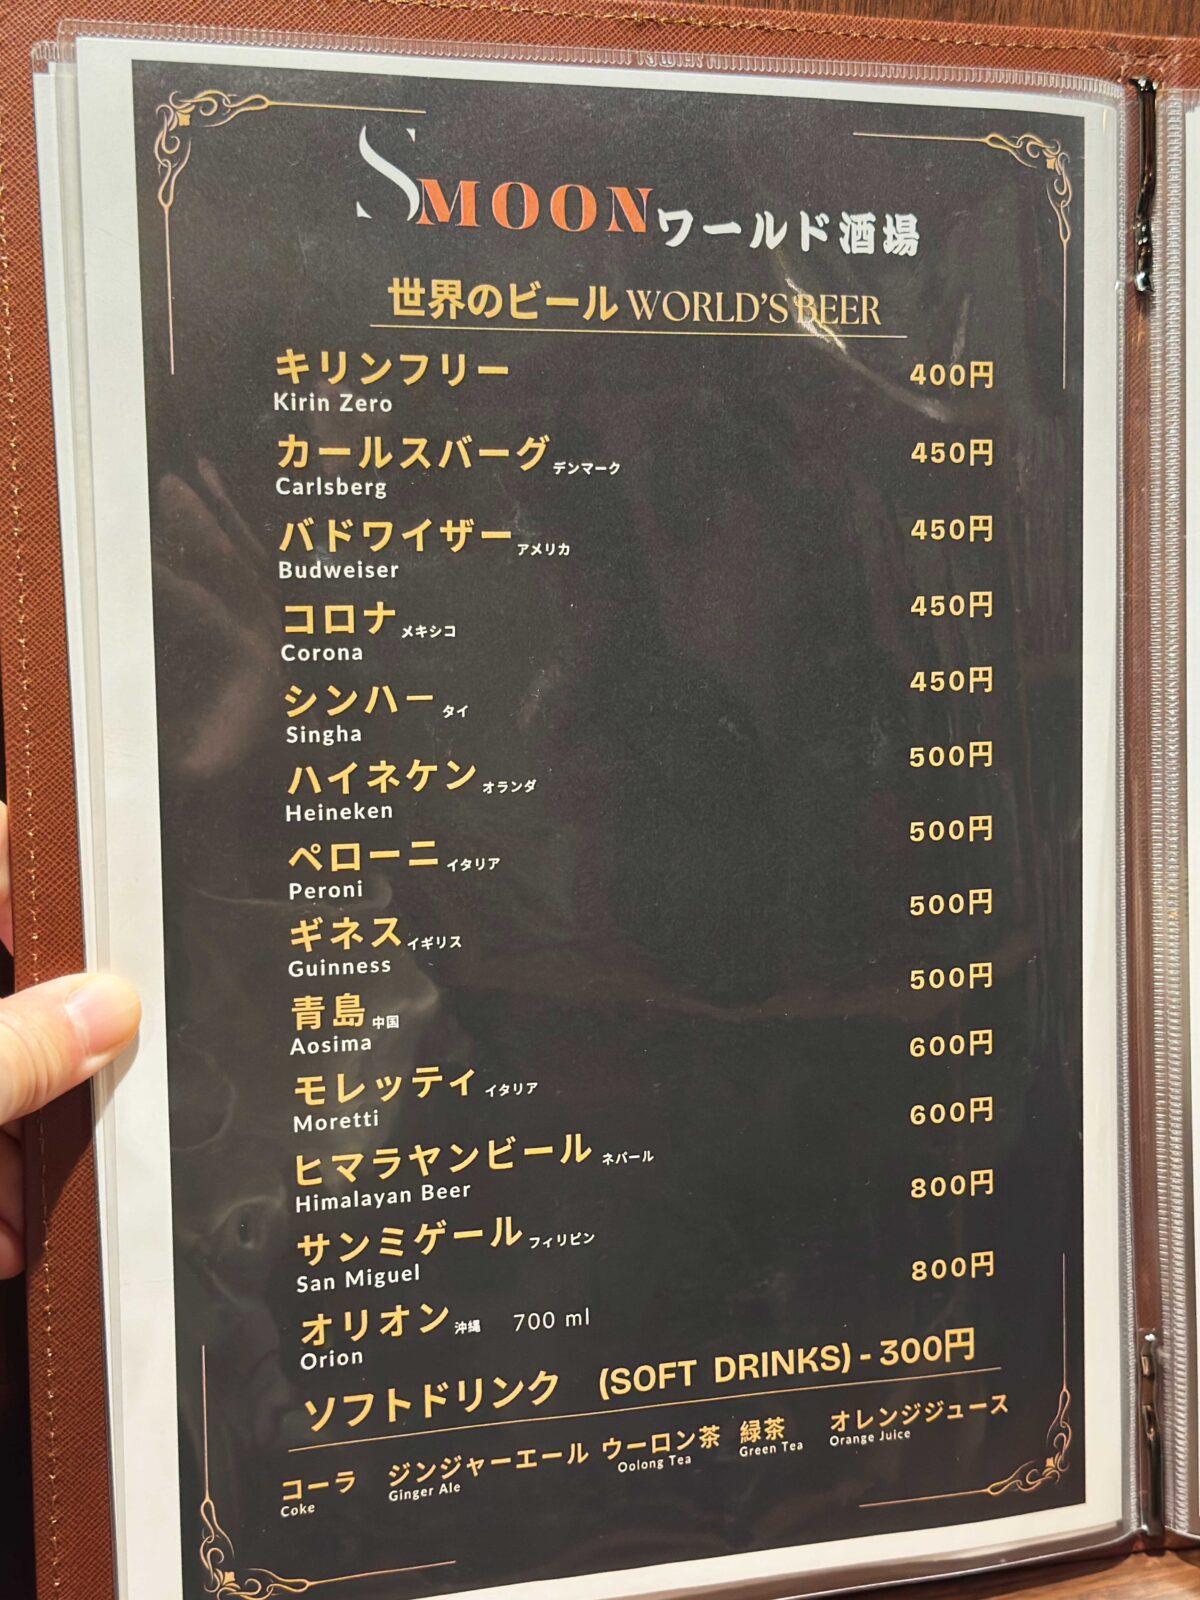 SMOON ワールド酒場
世界のビール WORLD'S BEER
キリンフリー 400円
Kirin Zero
カールスバーグ デンマーク 450円
Carlsberg
バドワイザー アメリカ 450円
Budweiser
コロナ メキシコ 450円
Corona
シンハー タイ 450円
Singha
ハイネケン オランダ 500円
Heineken
ペローニ イタリア 500円
Peroni
ギネス イギリス 500円
Guinness
青島 中国 500円
Aosima
モレッティ イタリア 600円
Moretti
ヒマラヤンビール ネパール 600円
Himalayan Beer
サンミゲール フィリピン 800円
San Miguel
オリオン 沖縄 700 ml 800円
Orion
ソフトドリンク (SOFT DRINKS) - 300円
コーラ ジンジャーエール ウーロン茶 緑茶 オレンジジュース
Coke Ginger Ale Oolong Tea Green Tea Orange Juice